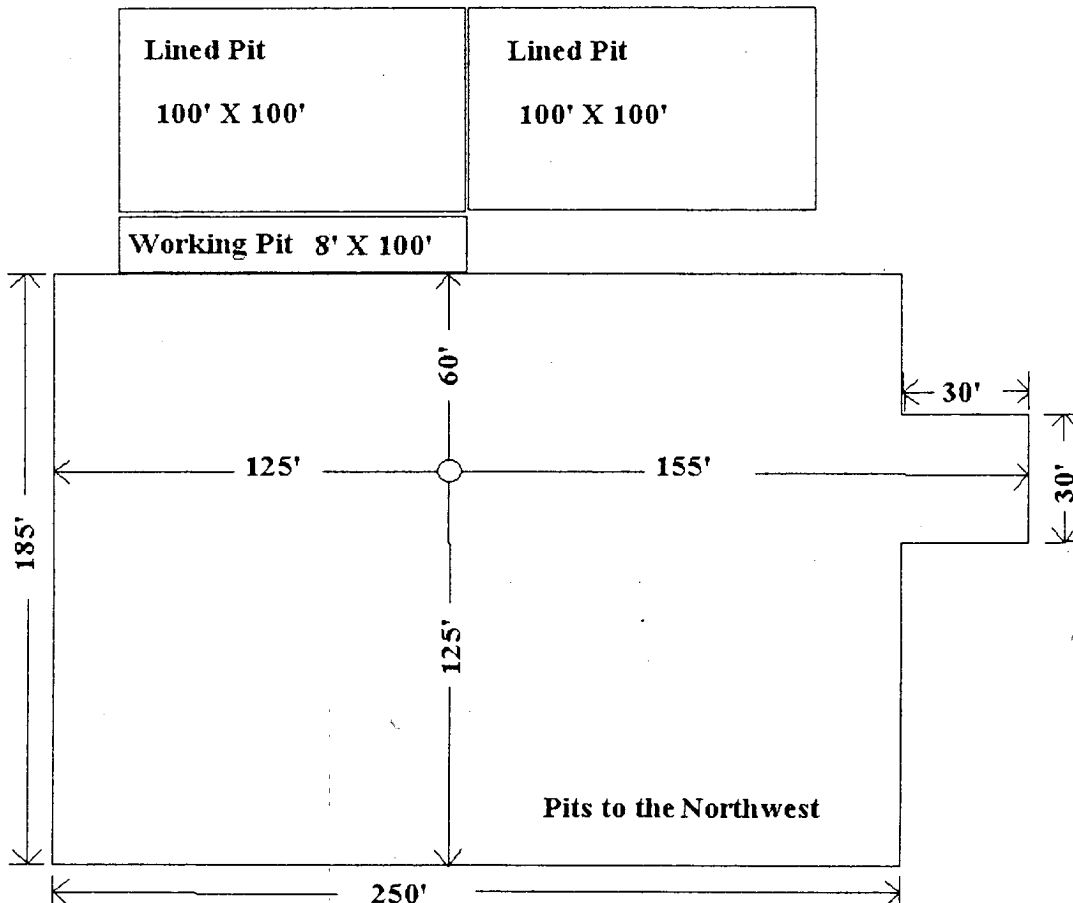 Lined Pit
100' X 100'
Lined Pit
100' X 100'
Working Pit 8' X 100'
60'
30'
125'
155'
30'
185'
125'
Pits to the Northwest
250'